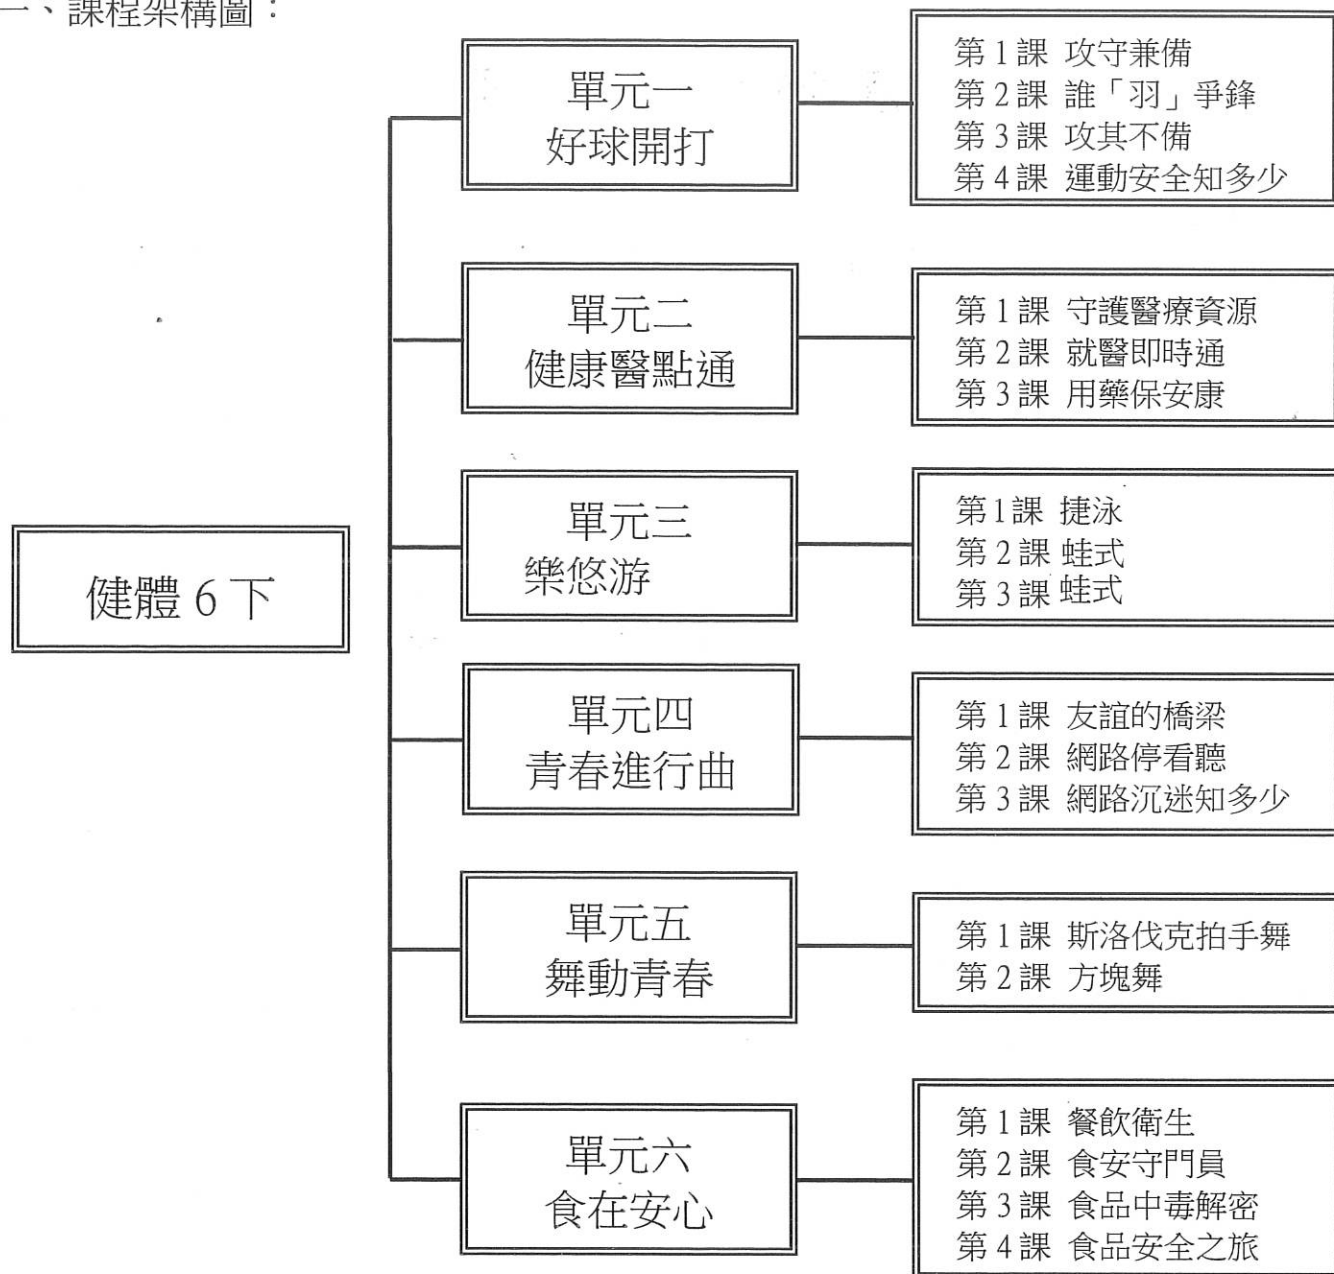 一、課程架構圖：
健體 6 下
單元一
好球開打
第 1 課 攻守兼備
第 2 課 誰「羽」爭鋒
第 3 課 攻其不備
第 4 課 運動安全知多少
單元二
健康醫點通
第 1 課 守護醫療資源
第 2 課 就醫即時通
第 3 課 用藥保安康
單元三
樂悠游
第1課 捷泳
第 2 課 蛙式
第 3 課 蛙式
單元四
青春進行曲
第 1 課 友誼的橋梁
第 2 課 網路停看聽
第 3 課 網路沉迷知多少
單元五
舞動青春
第 1 課 斯洛伐克拍手舞
第 2 課 方塊舞
單元六
食在安心
第 1 課 餐飲衛生
第 2 課 食安守門員
第 3 課 食品中毒解密
第 4 課 食品安全之旅